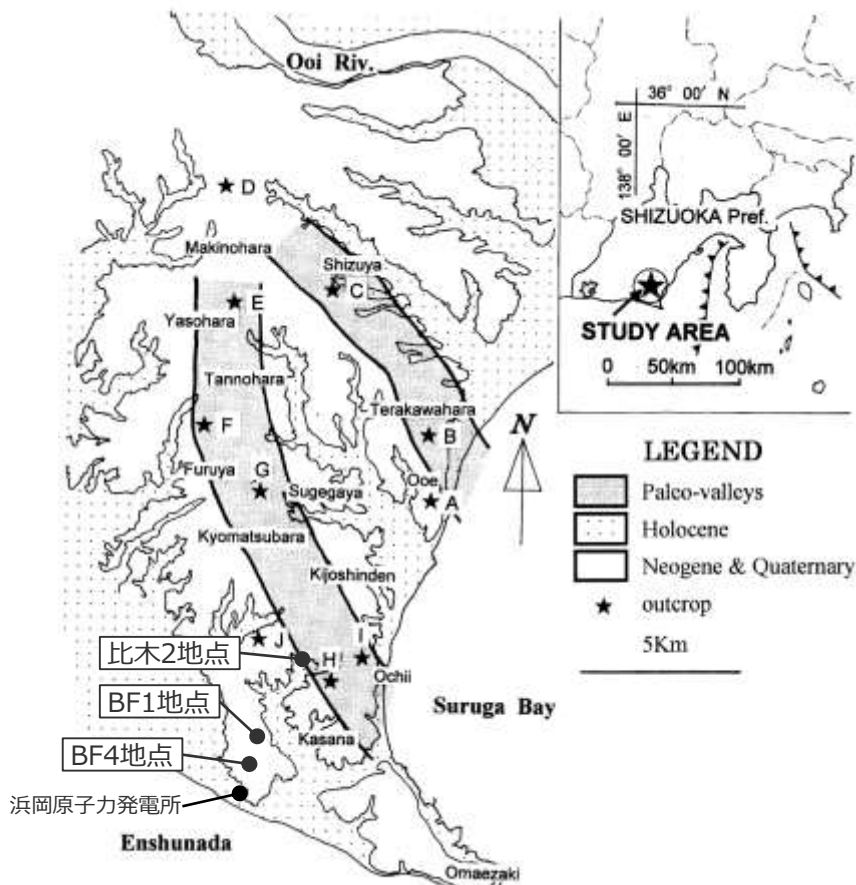 Ooi Riv.
36° 00' N
138° 00' E
SHIZUOKA Pref.
STUDY AREA
0 50km 100km
D
Makinohara
Shizuya
C
E
Yasohara
Tannohara
Terakawahara
B
F
Furuya
G
Sugegaya
Ooe
A
N
Kyomatsubara
Kijoshinden
J
I
H
Ochii
Kasana
比木2地点
BF1地点
BF4地点
浜岡原子力発電所
Suruga Bay
Enshunada
Omaezaki
LEGEND
Paleo-valleys
Holocene
Neogene & Quaternary
outcrop
5Km